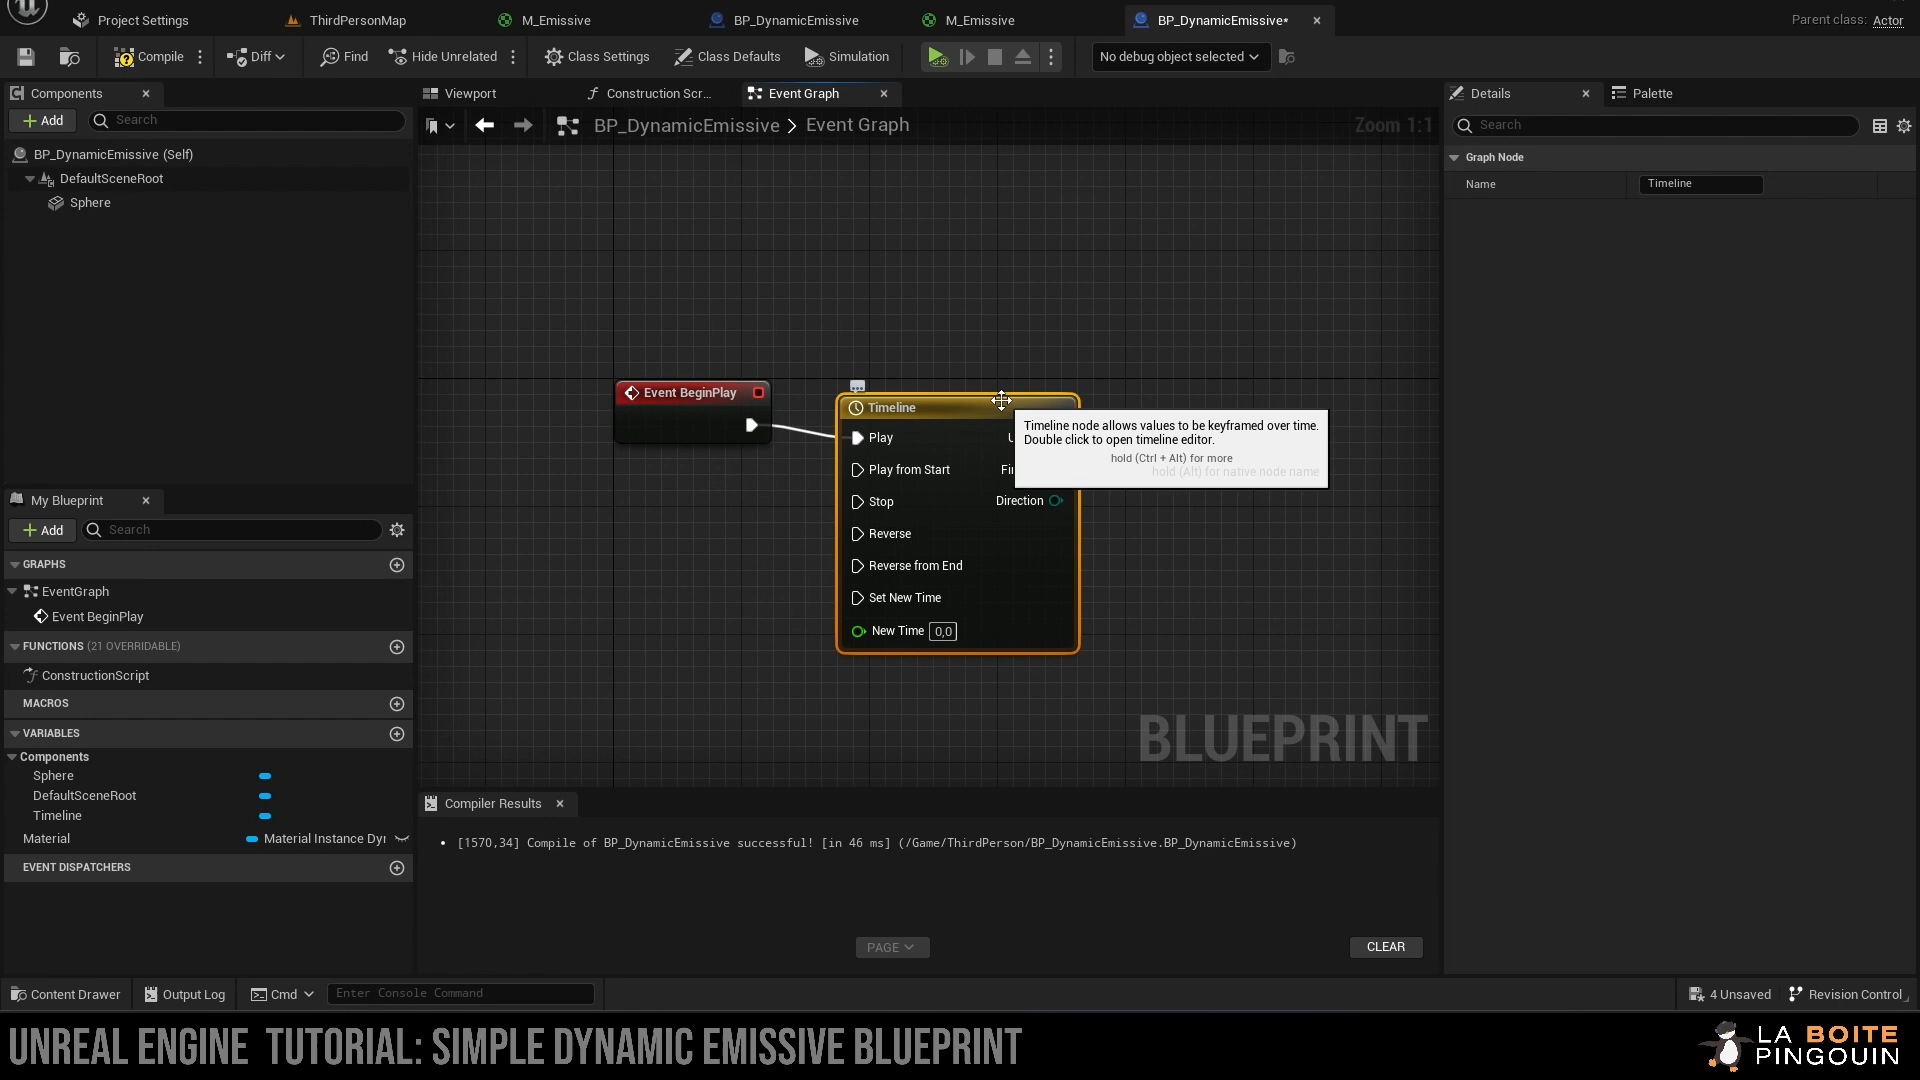 Project Settings
ThirdPersonMap
M_Emissive
BP_DynamicEmissive
M_Emissive
BP_DynamicEmissive*
Parent class: Actor
Compile
Diff
Find
Hide Unrelated
Class Settings
Class Defaults
Simulation
No debug object selected
Components
Add
Search
BP_DynamicEmissive (Self)
DefaultSceneRoot
Sphere
Viewport
Construction Scr...
Event Graph
BP_DynamicEmissive > Event Graph
Zoom 1:1
Event BeginPlay
Timeline
Play
Play from Start
Stop
Direction
Reverse
Reverse from End
Set New Time
New Time 0,0
Timeline node allows values to be keyframed over time.
Double click to open timeline editor.
hold (Ctrl + Alt) for more
hold (Alt) for native node name
BLUEPRINT
Details
Palette
Search
Graph Node
Name
Timeline
My Blueprint
Add
Search
GRAPHS
EventGraph
Event BeginPlay
FUNCTIONS (21 OVERRIDABLE)
ConstructionScript
MACROS
VARIABLES
Components
Sphere
DefaultSceneRoot
Timeline
Material
Material Instance Dyr
EVENT DISPATCHERS
Compiler Results
• [1570,34] Compile of BP_DynamicEmissive successful! [in 46 ms] (/Game/ThirdPerson/BP_DynamicEmissive.BP_DynamicEmissive)
PAGE
CLEAR
Content Drawer
Output Log
Cmd
Enter Console Command
4 Unsaved
Revision Control
UNREAL ENGINE TUTORIAL: SIMPLE DYNAMIC EMISSIVE BLUEPRINT
LA BOITE
PINGOUIN